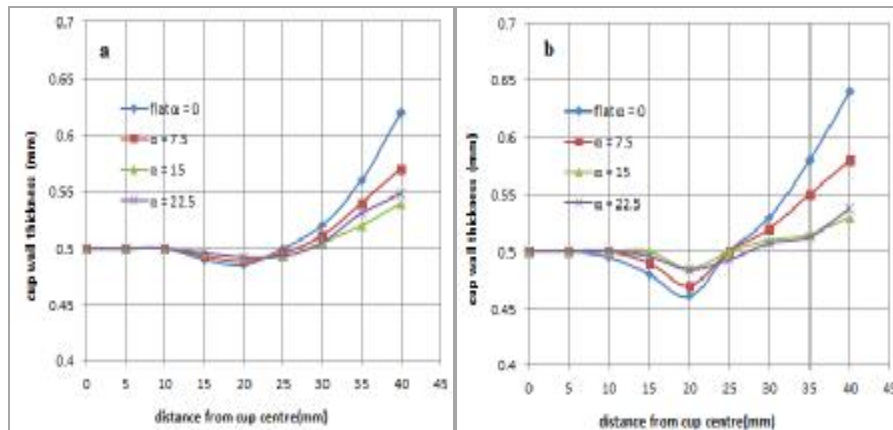 a
0.7
0.65
0.6
0.55
0.5
0.45
0.4
cup wall thickness (mm)
flat α = 0
α = 7.5
α = 15
α = 22.5
0 5 10 15 20 25 30 35 40 45
distance from cup centre(mm)
b
0.7
0.65
0.6
0.55
0.5
0.45
0.4
cup wall thickness (mm)
flat α = 0
α = 7.5
α = 15
α = 22.5
0 5 10 15 20 25 30 35 40 45
distance from cup centre(mm)